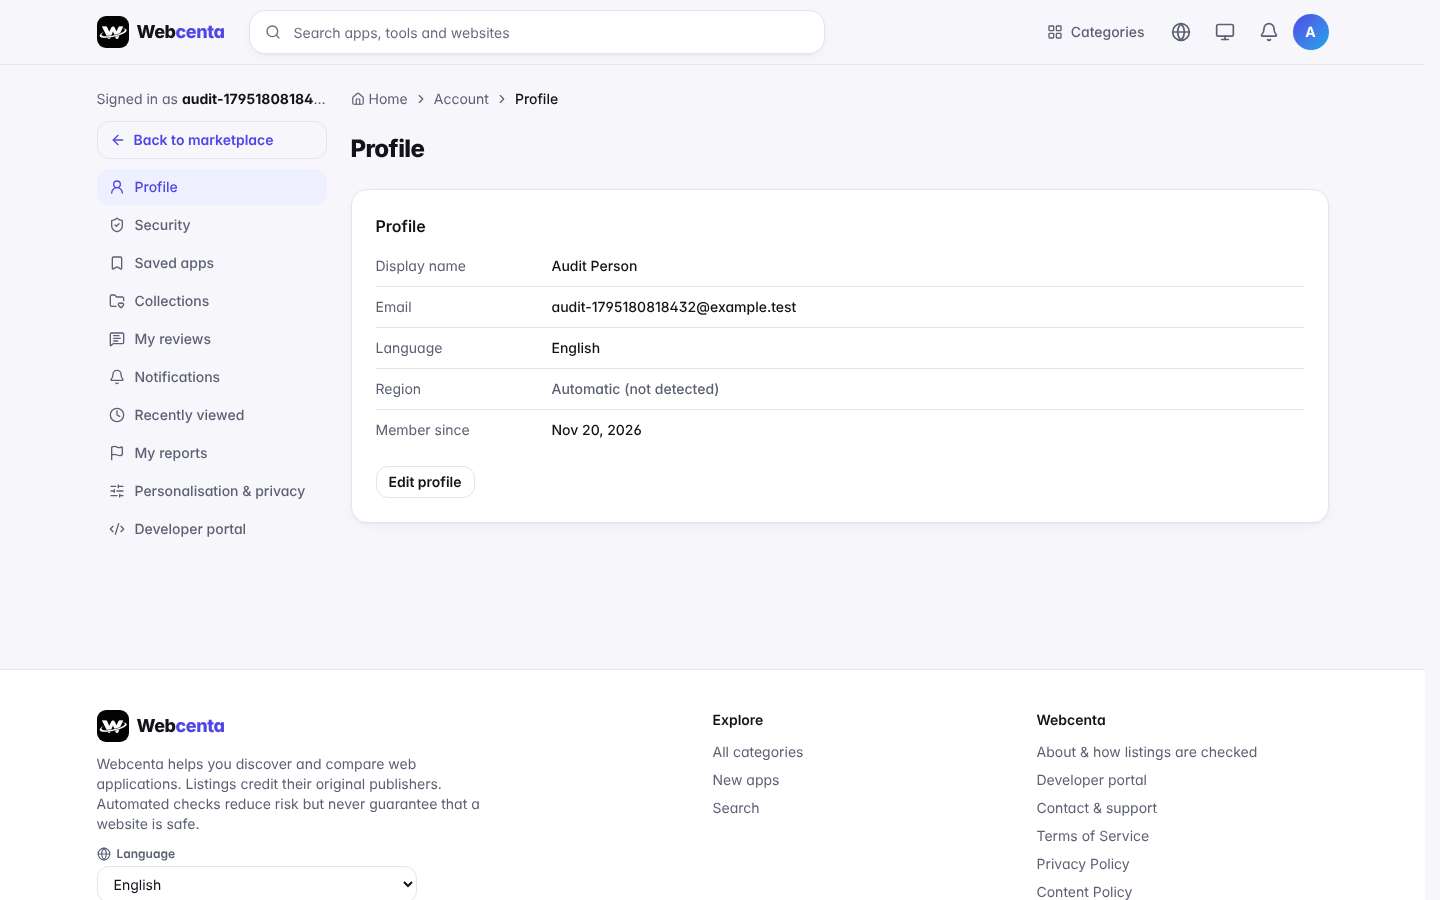 Webcenta
Search apps, tools and websites
Categories
A
Signed in as audit-17951808184...
Back to marketplace
Profile
Security
Saved apps
Collections
My reviews
Notifications
Recently viewed
My reports
Personalisation & privacy
Developer portal
Home > Account > Profile
Profile
Profile
Display name Audit Person
Email audit-1795180818432@example.test
Language English
Region Automatic (not detected)
Member since Nov 20, 2026
Edit profile
Webcenta
Webcenta helps you discover and compare web
applications. Listings credit their original publishers.
Automated checks reduce risk but never guarantee that a
website is safe.
Language
English
Explore
All categories
New apps
Search
Webcenta
About & how listings are checked
Developer portal
Contact & support
Terms of Service
Privacy Policy
Content Policy